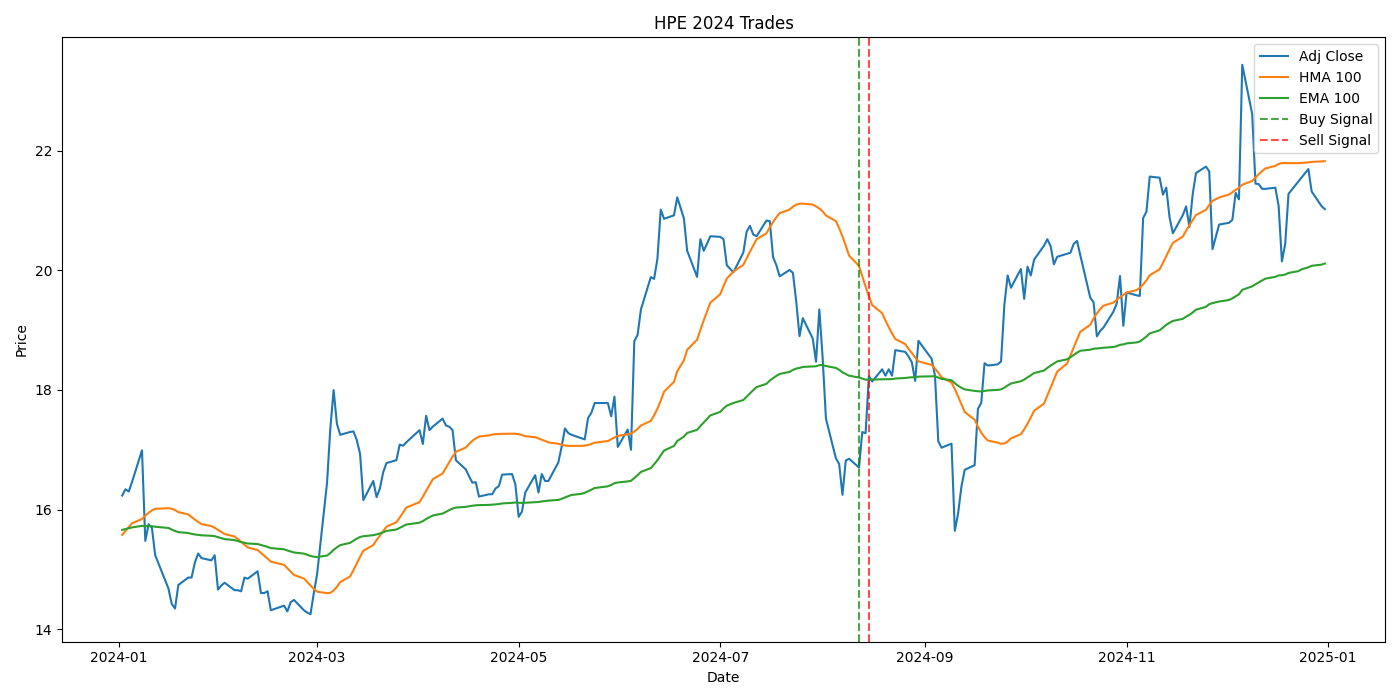 HPE 2024 Trades
Adj Close
HMA 100
EMA 100
Buy Signal
Sell Signal
Price
22
20
18
16
14
2024-01
2024-03
2024-05
2024-07
2024-09
2024-11
2025-01
Date